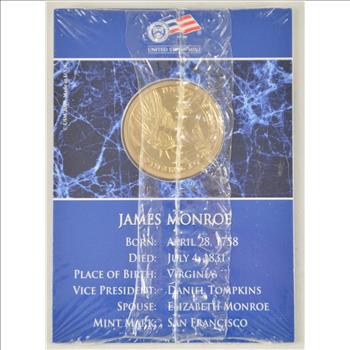 UNITED STATES MINT
JAMES MONROE
BORN: APRIL 28, 1758
DIED: JULY 4, 1831
PLACE OF BIRTH: VIRGINIA
VICE PRESIDENT: DANIEL TOMPKINS
SPOUSE: ELIZABETH MONROE
MINT MARK: SAN FRANCISCO